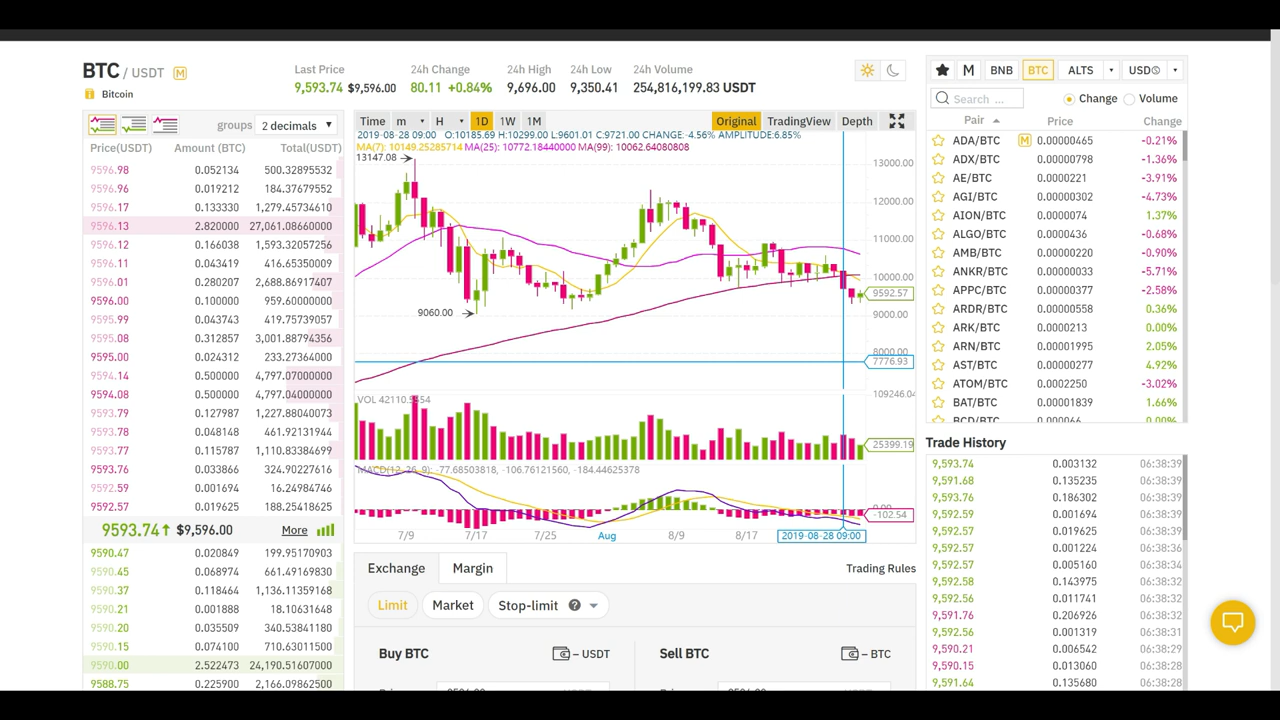 BTC / USDT M
Bitcoin
Last Price
9,593.74 $9,596.00
24h Change
80.11 +0.84%
24h High
9,696.00
24h Low
9,350.41
24h Volume
254,816,199.83 USDT
groups 2 decimals
Price(USDT) Amount (BTC) Total(USDT)
9596.98 0.052134 500.32895532
9596.96 0.019212 184.37679552
9596.17 0.133330 1,279.45734610
9596.13 2.820000 27,061.08660000
9596.12 0.166038 1,593.32057256
9596.11 0.043419 416.65350009
9596.01 0.280207 2,688.86917407
9596.00 0.100000 959.60000000
9595.99 0.043743 419.75739057
9595.08 0.312857 3,001.88794356
9595.00 0.024312 233.27364000
9594.14 0.500000 4,797.07000000
9594.08 0.500000 4,797.04000000
9593.79 0.127987 1,227.88040073
9593.78 0.048148 461.92131944
9593.77 0.115787 1,110.83384699
9593.76 0.033866 324.90227616
9592.59 0.001694 16.24984746
9592.57 0.019625 188.25418625
9593.74 $9,596.00 More
9590.47 0.020849 199.95170903
9590.45 0.068974 661.49169830
9590.37 0.118464 1,136.11359168
9590.21 0.001888 18.10631648
9590.20 0.035509 340.53841180
9590.15 0.074100 710.63011500
9590.00 2.522473 24,190.51607000
9588.75 0.225900 2,166.09862500
Time m H 1D 1W 1M Original TradingView Depth
2019-08-28 09:00 O:10185.69 H:10299.00 L:9601.01 C:9721.00 CHANGE: -4.56% AMPLITUDE:6.85%
MA(7): 10149.25285714 MA(25): 10772.18440000 MA(99): 10062.64080808
13147.08
9060.00
13000.00
12000.00
11000.00
10000.00
9592.57
9000.00
8000.00
7776.93
VOL 42110.5554
109246.04
25399.19
MACD(12,26,9): -77.68503818, -106.76121560, -184.44625378
0.00
-102.54
7/9 7/17 7/25 Aug 8/9 8/17 2019-08-28 09:00
Exchange Margin Trading Rules
Limit Market Stop-limit ?
Buy BTC – USDT
Sell BTC – BTC
M BNB BTC ALTS USD
Search ... Change Volume
Pair Price Change
ADA/BTC M 0.00000465 -0.21%
ADX/BTC 0.00000798 -1.36%
AE/BTC 0.0000221 -3.91%
AGI/BTC 0.00000302 -4.73%
AION/BTC 0.0000074 1.37%
ALGO/BTC 0.0000436 -0.68%
AMB/BTC 0.00000220 -0.90%
ANKR/BTC 0.00000033 -5.71%
APPC/BTC 0.00000377 -2.58%
ARDR/BTC 0.00000558 0.36%
ARK/BTC 0.0000213 0.00%
ARN/BTC 0.00001995 2.05%
AST/BTC 0.00000277 4.92%
ATOM/BTC 0.0002250 -3.02%
BAT/BTC 0.00001839 1.66%
BCD/BTC 0.000066 0.00%
Trade History
9,593.74 0.003132 06:38:39
9,591.68 0.135235 06:38:39
9,593.76 0.186302 06:38:39
9,592.59 0.001694 06:38:39
9,592.57 0.019625 06:38:39
9,592.57 0.001224 06:38:36
9,592.57 0.005160 06:38:34
9,592.58 0.143975 06:38:32
9,592.56 0.011741 06:38:32
9,591.76 0.206926 06:38:32
9,592.56 0.001319 06:38:31
9,590.21 0.006542 06:38:29
9,590.15 0.013060 06:38:28
9,591.64 0.135680 06:38:28